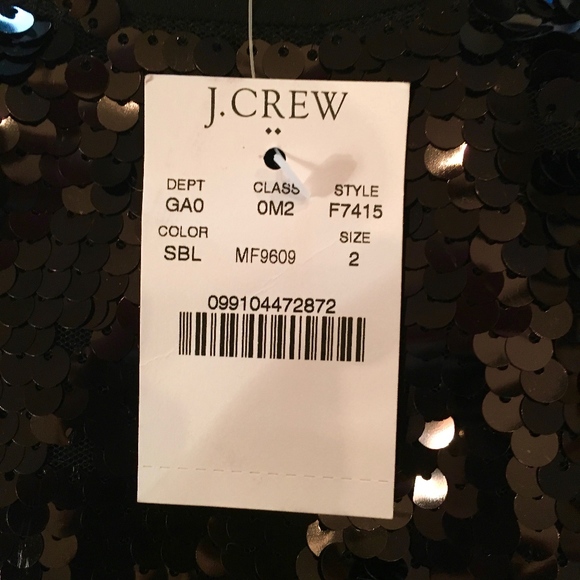 J.CREW
DEPT CLASS STYLE
GA0 0M2 F7415
COLOR SIZE
SBL MF9609 2
099104472872